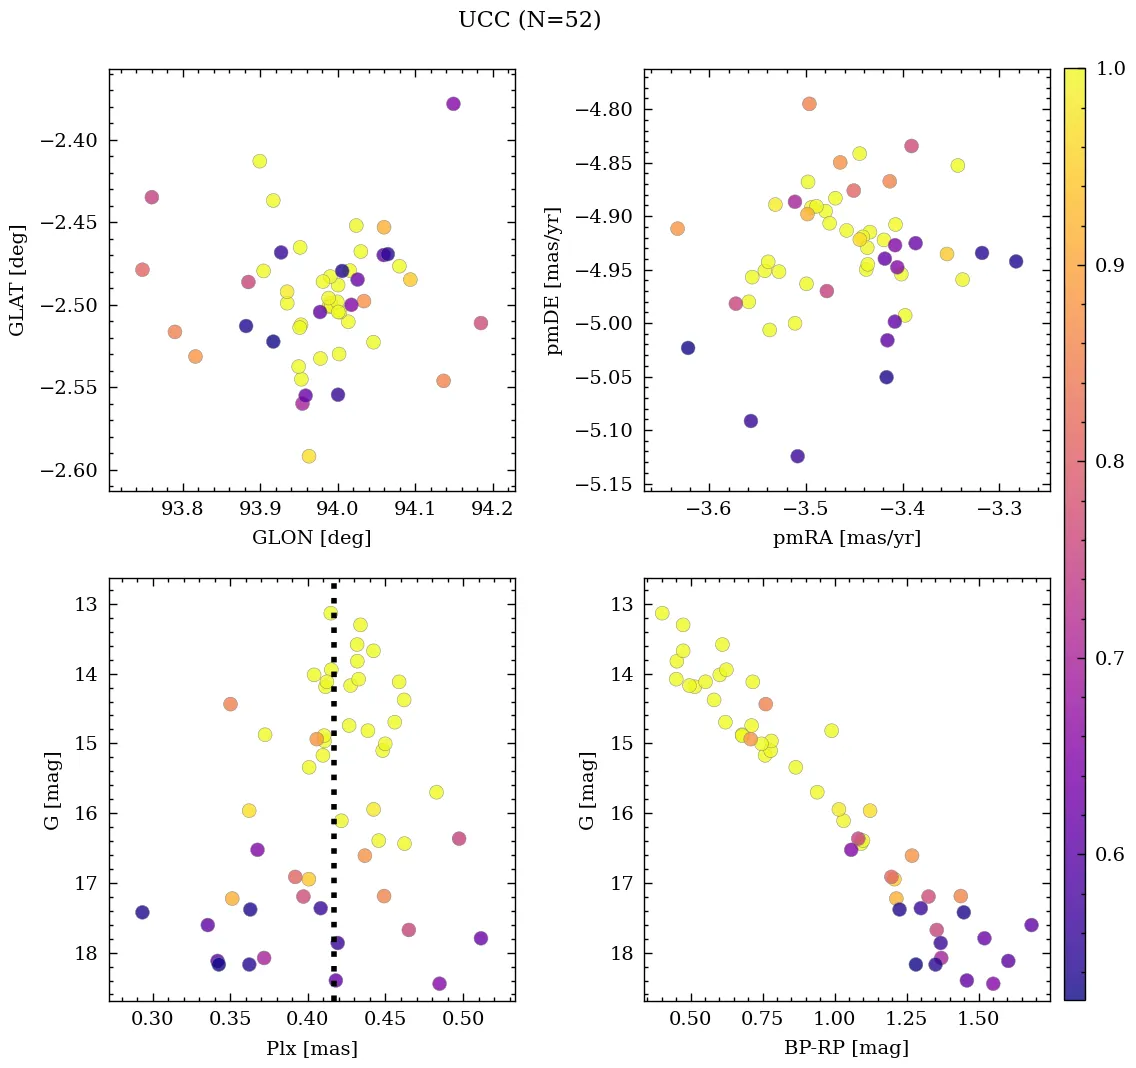 UCC (N=52)
−2.40
−2.45
−2.50
−2.55
−2.60
GLAT [deg]
93.8 93.9 94.0 94.1 94.2
GLON [deg]
−4.80
−4.85
−4.90
−4.95
−5.00
−5.05
−5.10
−5.15
pmDE [mas/yr]
−3.6 −3.5 −3.4 −3.3
pmRA [mas/yr]
1.0
0.9
0.8
0.7
0.6
13
14
15
16
17
18
G [mag]
0.30 0.35 0.40 0.45 0.50
Plx [mas]
13
14
15
16
17
18
G [mag]
0.50 0.75 1.00 1.25 1.50
BP-RP [mag]